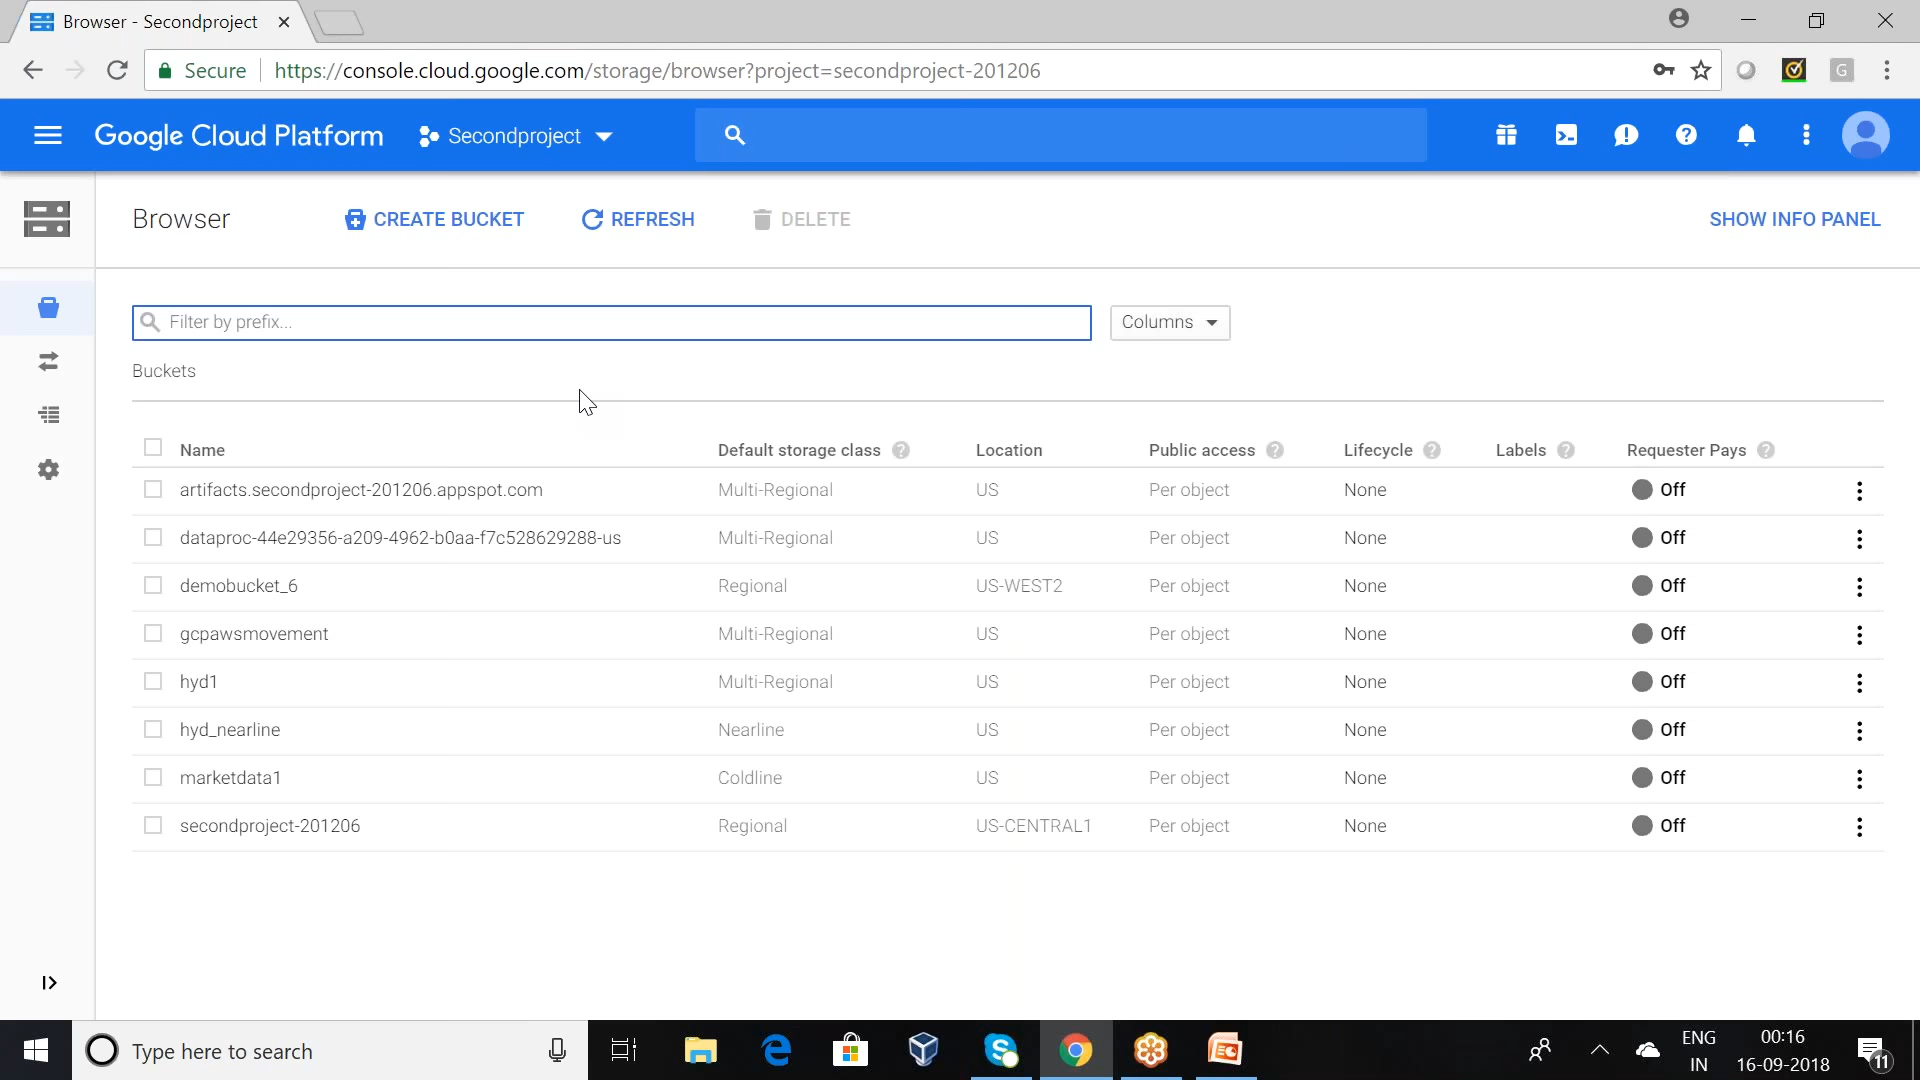 Browser - Secondproject
Secure https://console.cloud.google.com/storage/browser?project=secondproject-201206
G
Google Cloud Platform Secondproject
Browser CREATE BUCKET REFRESH DELETE SHOW INFO PANEL
Filter by prefix... Columns
Buckets
Name Default storage class Location Public access Lifecycle Labels Requester Pays
artifacts.secondproject-201206.appspot.com Multi-Regional US Per object None Off
dataproc-44e29356-a209-4962-b0aa-f7c528629288-us Multi-Regional US Per object None Off
demobucket_6 Regional US-WEST2 Per object None Off
gcpawsmovement Multi-Regional US Per object None Off
hyd1 Multi-Regional US Per object None Off
hyd_nearline Nearline US Per object None Off
marketdata1 Coldline US Per object None Off
secondproject-201206 Regional US-CENTRAL1 Per object None Off
Type here to search
ENG
IN
00:16
16-09-2018
11